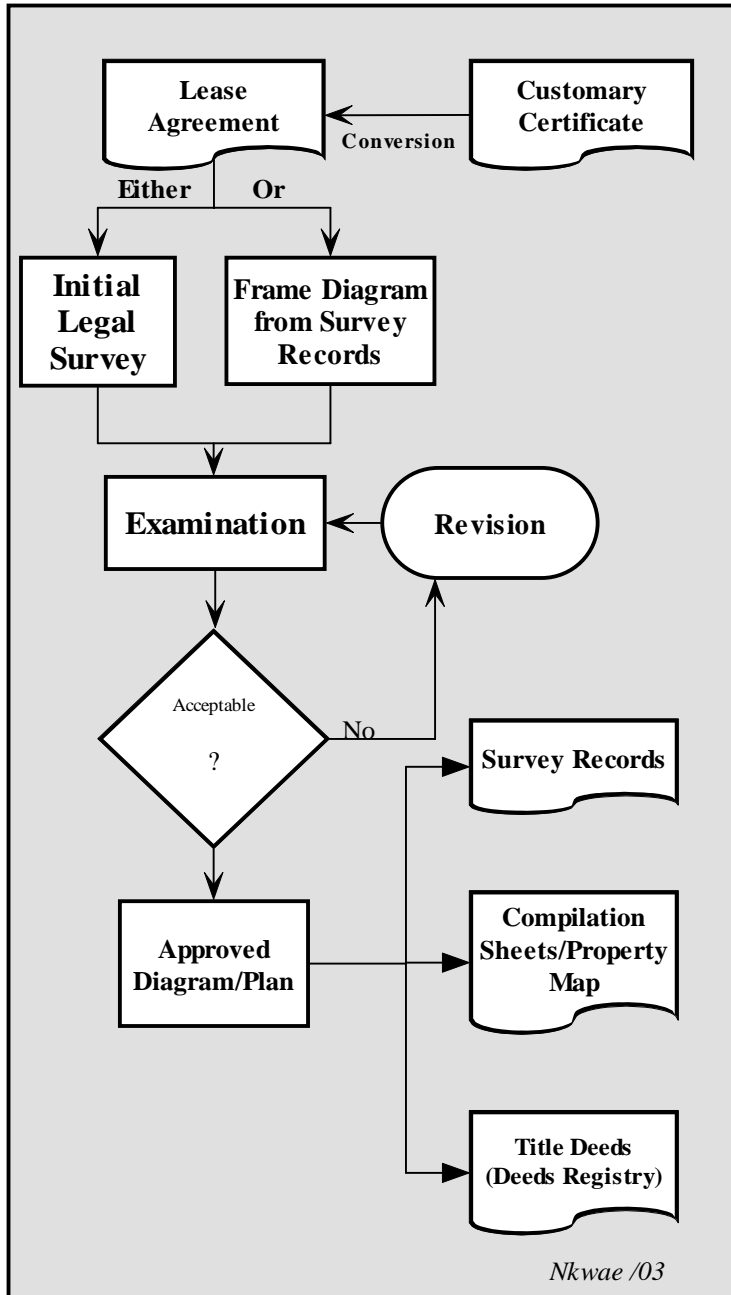 Lease
Agreement
Customary
Certificate
Conversion
Either
Or
Initial
Legal
Survey
Frame Diagram
from Survey
Records
Examination
Revision
Acceptable
?
No
Survey Records
Approved
Diagram/Plan
Compilation
Sheets/Property
Map
Title Deeds
(Deeds Registry)
Nkwae /03